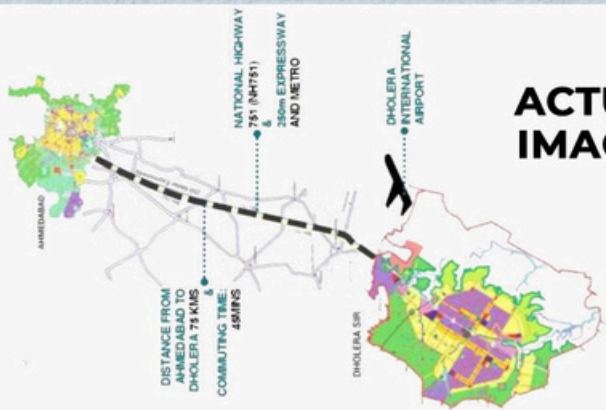 ACTU
IMAG
NATIONAL HIGHWAY
751 (NH751)
&
250m EXPRESSWAY
AND METRO
DHOLERA
INTERNATIONAL
AIRPORT
AHMEDABAD
DISTANCE FROM
AHMEDABAD TO
DHOLERA 75 KMS
&
COMMUTING TIME:
45MINS
DHOLERA SIR